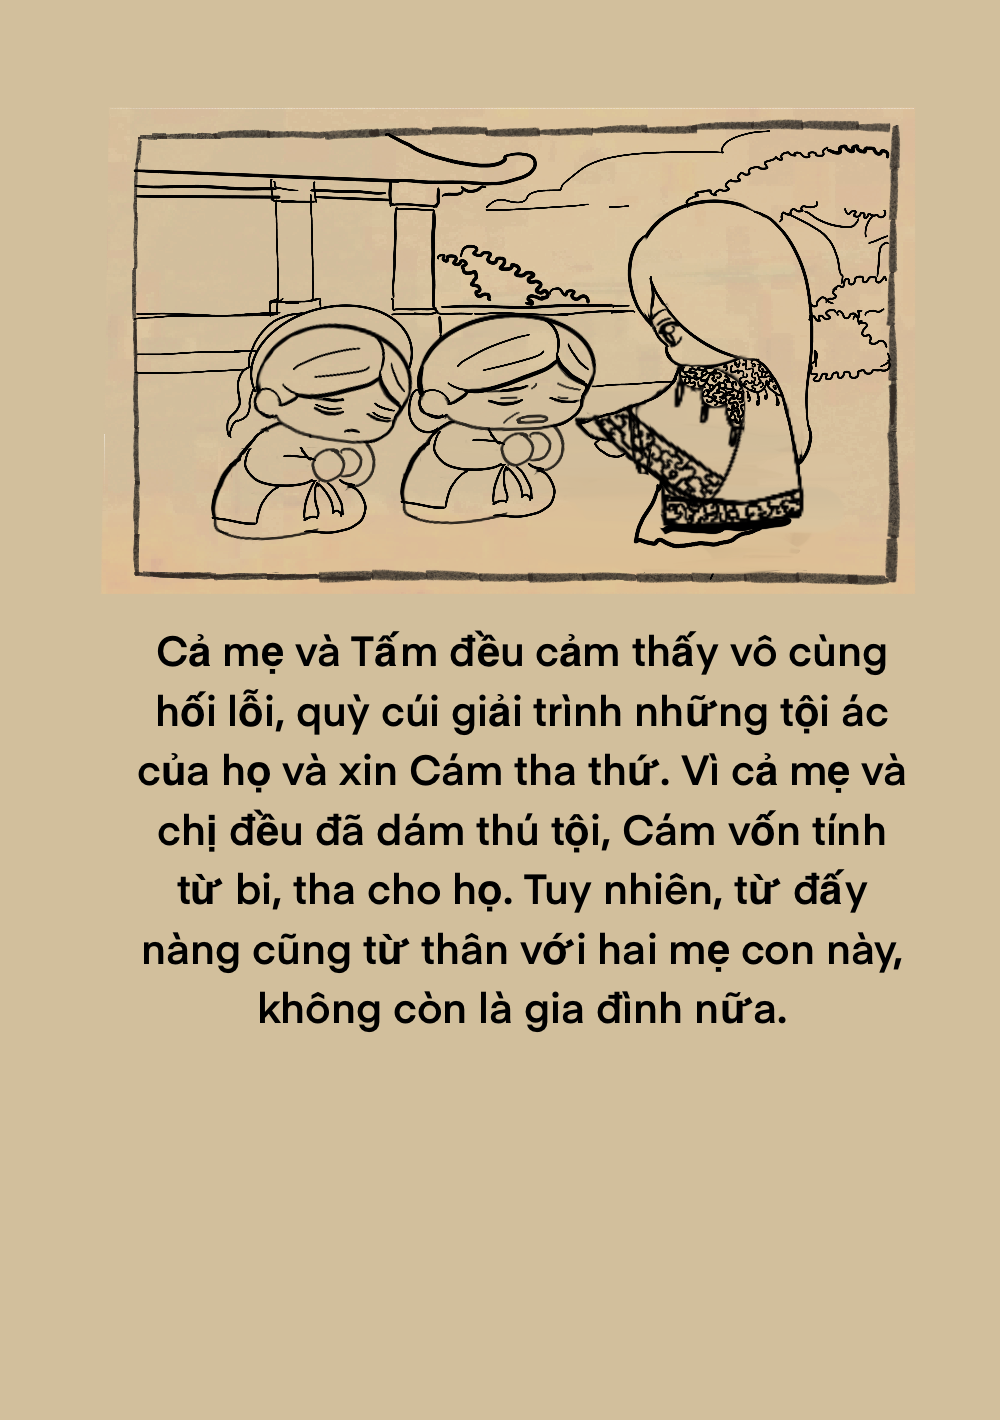 Cả mẹ và Tấm đều cảm thấy vô cùng
hối lỗi, quỳ cúi giải trình những tội ác
của họ và xin Cám tha thứ. Vì cả mẹ và
chị đều đã dám thú tội, Cám vốn tính
từ bi, tha cho họ. Tuy nhiên, từ đấy
nàng cũng từ thân với hai mẹ con này,
không còn là gia đình nữa.